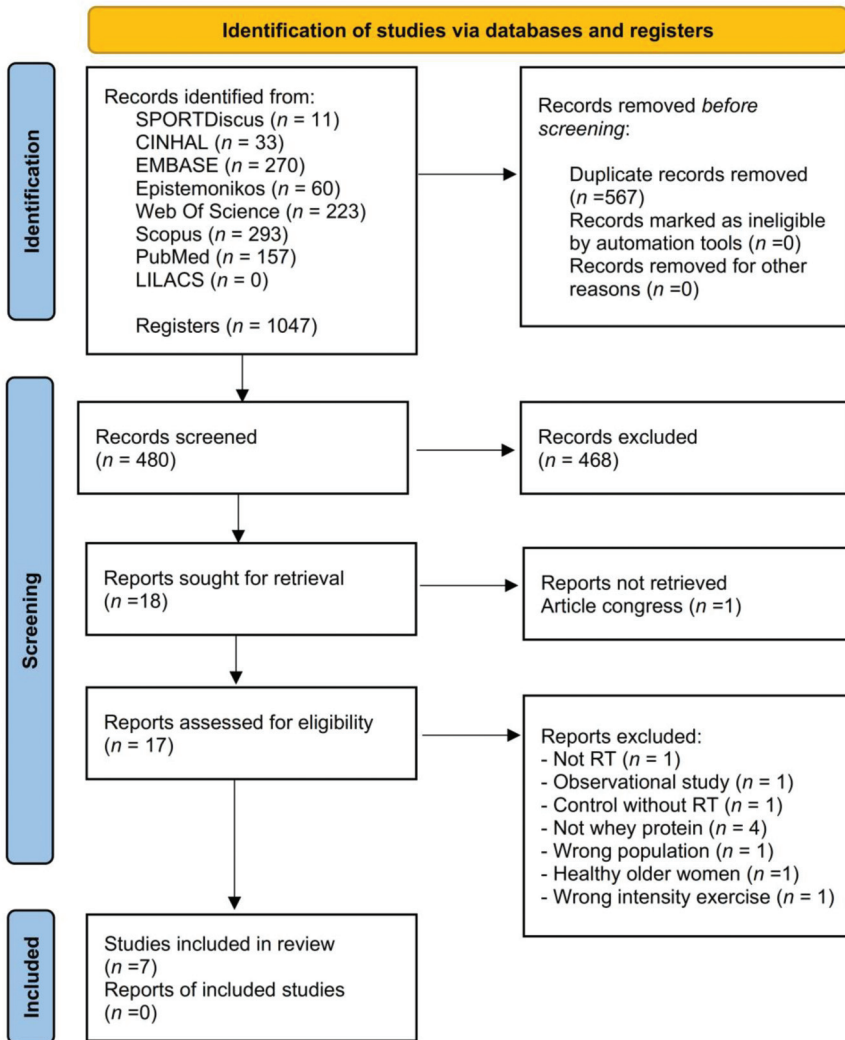 Identification of studies via databases and registers
Identification
Records identified from:
SPORTDiscus (n = 11)
CINHAL (n = 33)
EMBASE (n = 270)
Epistemonikos (n = 60)
Web Of Science (n = 223)
Scopus (n = 293)
PubMed (n = 157)
LILACS (n = 0)
Registers (n = 1047)
Records removed before
screening:
Duplicate records removed
(n =567)
Records marked as ineligible
by automation tools (n =0)
Records removed for other
reasons (n =0)
Screening
Records screened
(n = 480)
Records excluded
(n = 468)
Reports sought for retrieval
(n =18)
Reports not retrieved
Article congress (n =1)
Reports assessed for eligibility
(n = 17)
Reports excluded:
- Not RT (n = 1)
- Observational study (n = 1)
- Control without RT (n = 1)
- Not whey protein (n = 4)
- Wrong population (n = 1)
- Healthy older women (n =1)
- Wrong intensity exercise (n = 1)
Included
Studies included in review
(n =7)
Reports of included studies
(n =0)